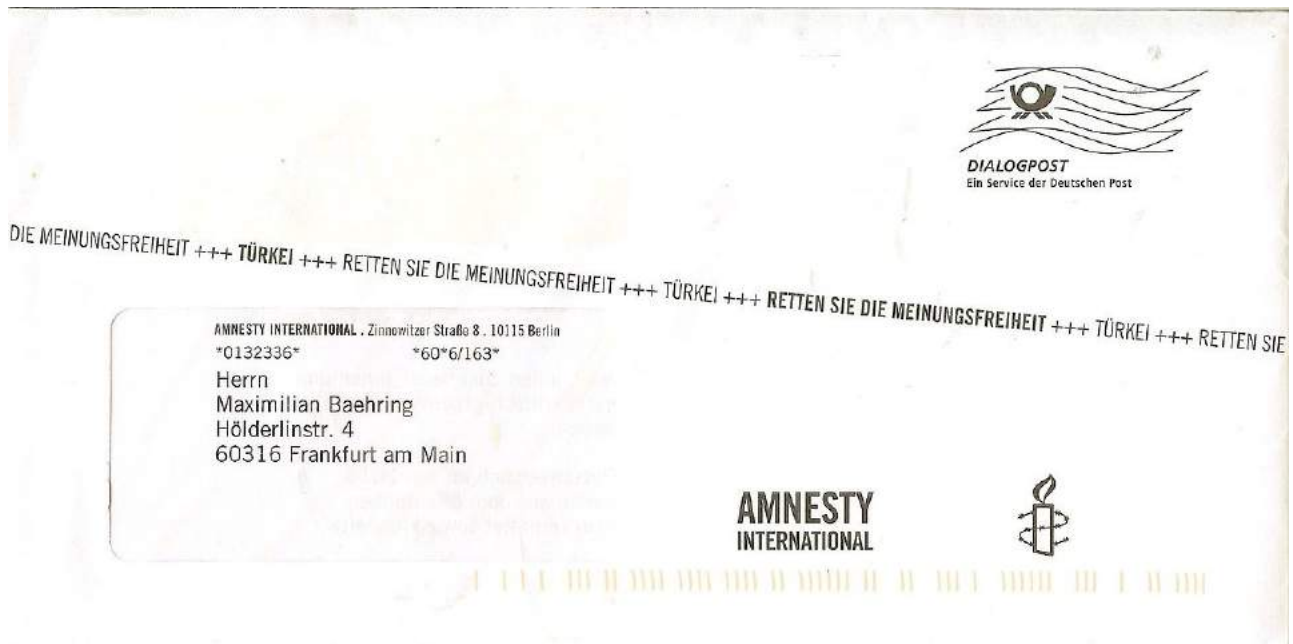 DIALOGPOST
Ein Service der Deutschen Post
DIE MEINUNGSFREIHEIT +++ TÜRKEI +++ RETTEN SIE DIE MEINUNGSFREIHEIT +++ TÜRKEI +++ RETTEN SIE DIE MEINUNGSFREIHEIT +++ TÜRKEI +++ RETTEN SIE
AMNESTY INTERNATIONAL . Zinnowitzer Straße 8 . 10115 Berlin
*0132336* *60*6/163*
Herrn
Maximilian Baehring
Hölderlinstr. 4
60316 Frankfurt am Main
AMNESTY
INTERNATIONAL